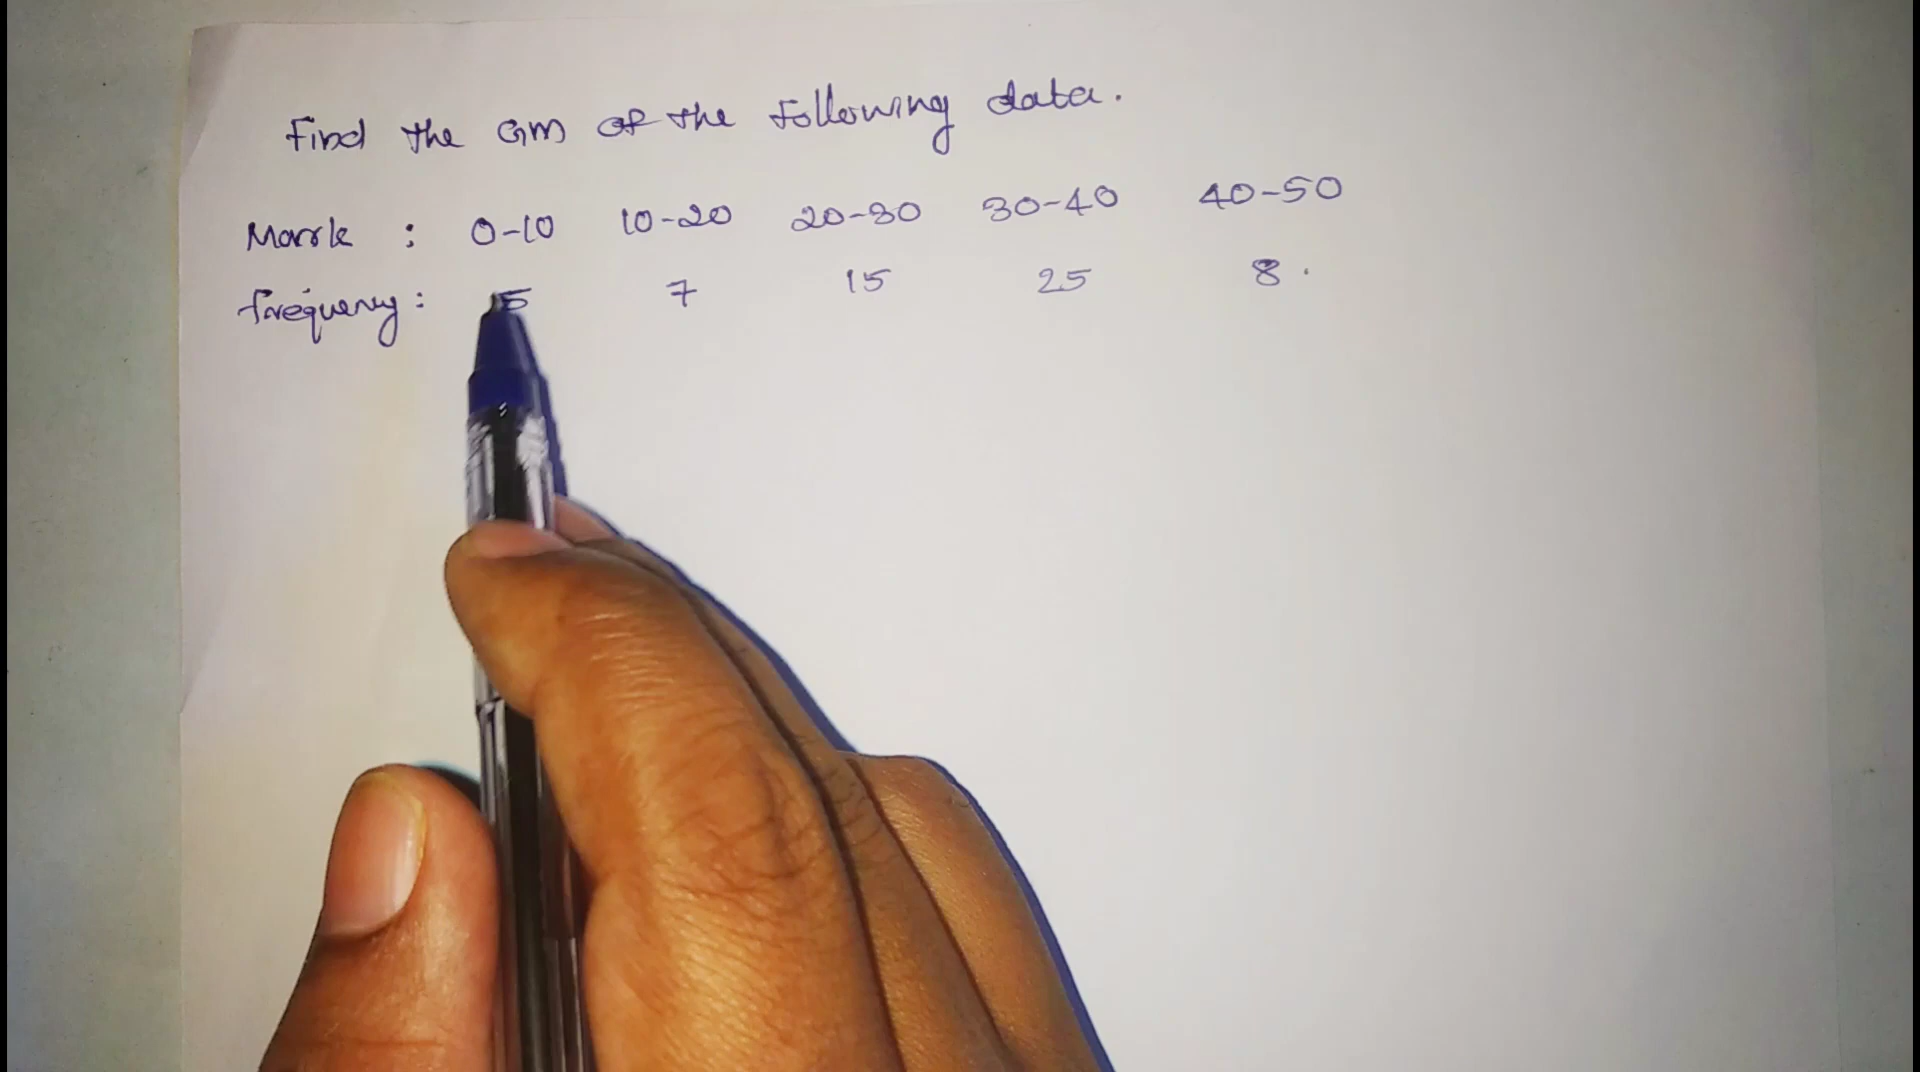 Find the GM of the following data.
Mark : 0-10 10-20 20-30 30-40 40-50
frequency: 5 7 15 25 8.